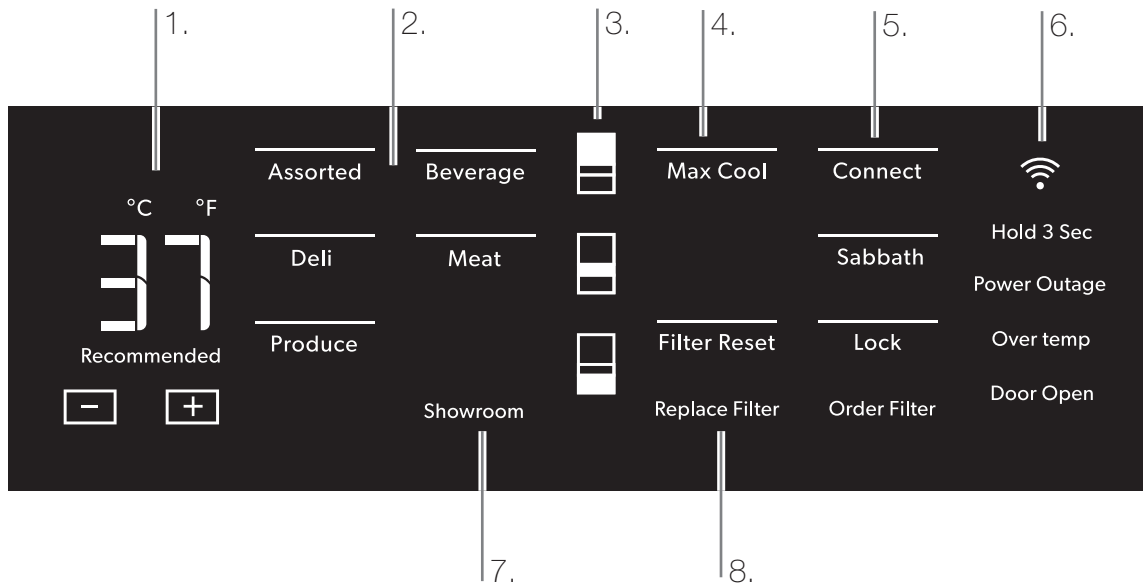 1. 2. 3. 4. 5. 6.
Assorted Beverage Max Cool Connect
°C °F
37
Deli Meat Sabbath Hold 3 Sec
Power Outage
Recommended Produce Filter Reset Lock Over temp
- + Showroom Replace Filter Order Filter Door Open
7. 8.